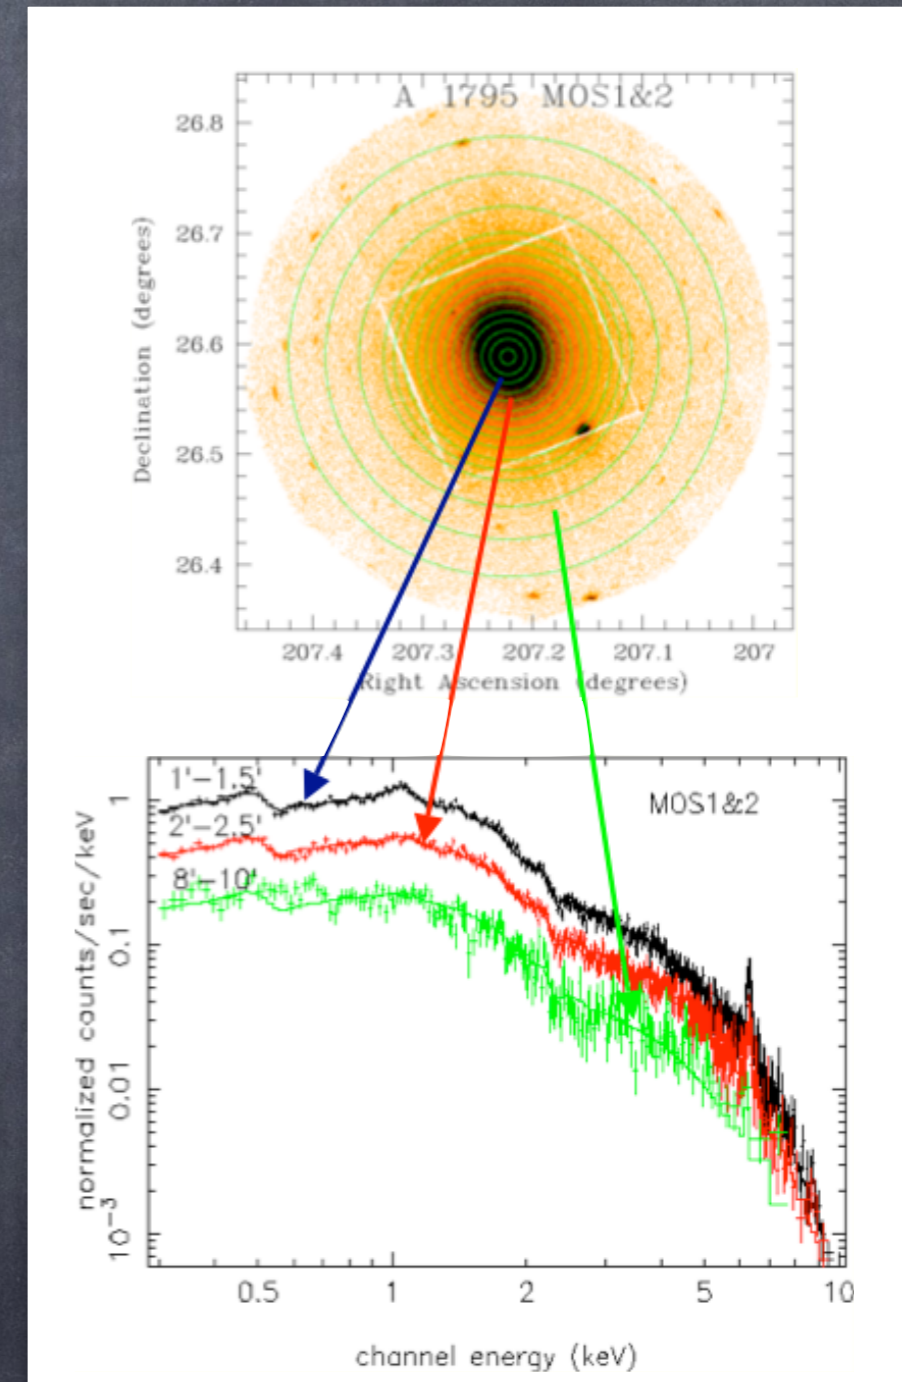 A 1795 MOS1&2
26.8
26.7
26.6
26.5
26.4
Declination (degrees)
207.4 207.3 207.2 207.1 207
Right Ascension (degrees)
1'-1.5'
2'-2.5'
8'-10'
MOS1&2
1
0.1
0.01
10-3
normalized counts/sec/keV
0.5 1 2 5 10
channel energy (keV)